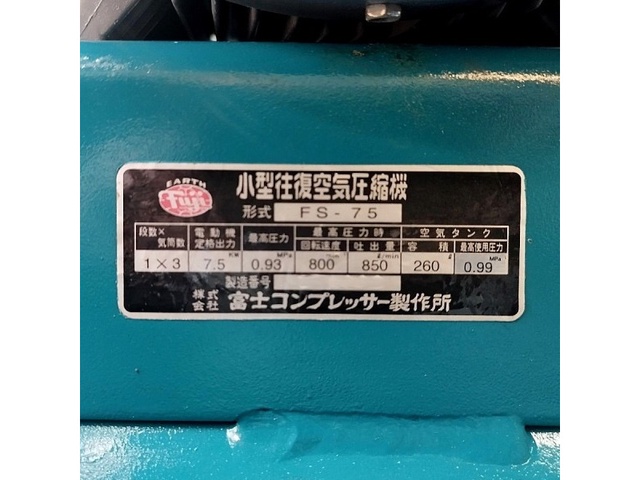 EARTH
Fuji
小型往復空気圧縮機
形式 FS-75
段数× 電動機 最高圧力 最高圧力時 空気タンク
気筒数 定格出力 回転速度 吐出量 容積 最高使用圧力
KW MPa min⁻¹ ℓ/min ℓ MPa
1×3 7.5 0.93 800 850 260 0.99
製造番号
株式会社 富士コンプレッサー製作所